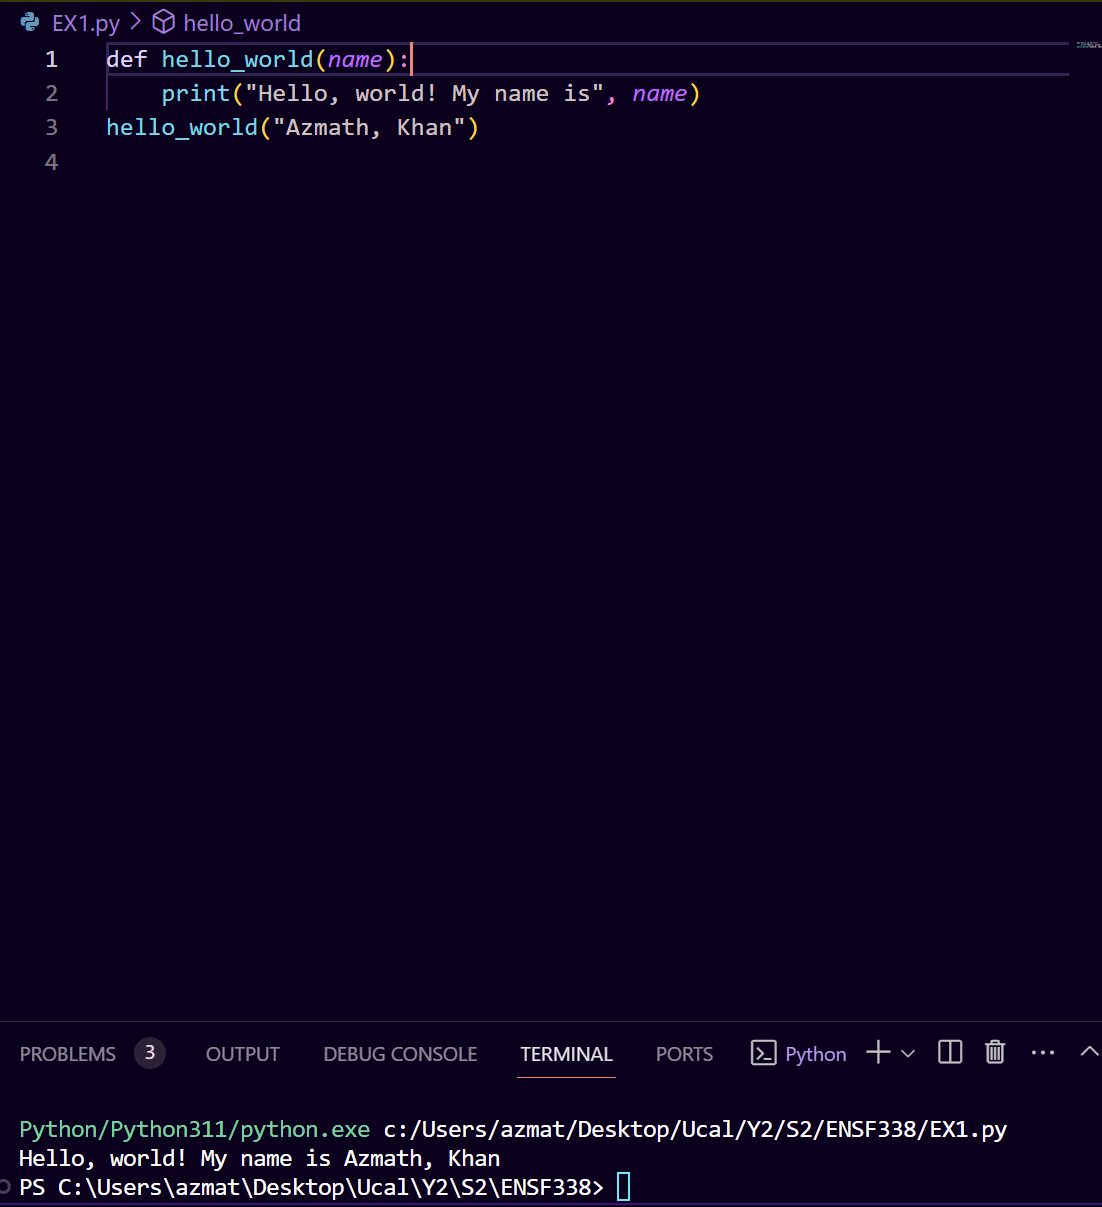 EX1.py > hello_world
1 def hello_world(name):
2     print("Hello, world! My name is", name)
3 hello_world("Azmath, Khan")
4
PROBLEMS 3 OUTPUT DEBUG CONSOLE TERMINAL PORTS Python
Python/Python311/python.exe c:/Users/azmat/Desktop/Ucal/Y2/S2/ENSF338/EX1.py
Hello, world! My name is Azmath, Khan
PS C:\Users\azmat\Desktop\Ucal\Y2\S2\ENSF338>